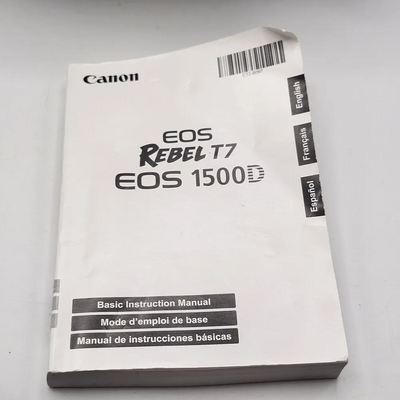 Canon
EOS
REBEL T7
EOS 1500D
English
Français
Español
Basic Instruction Manual
Mode d'emploi de base
Manual de instrucciones básicas